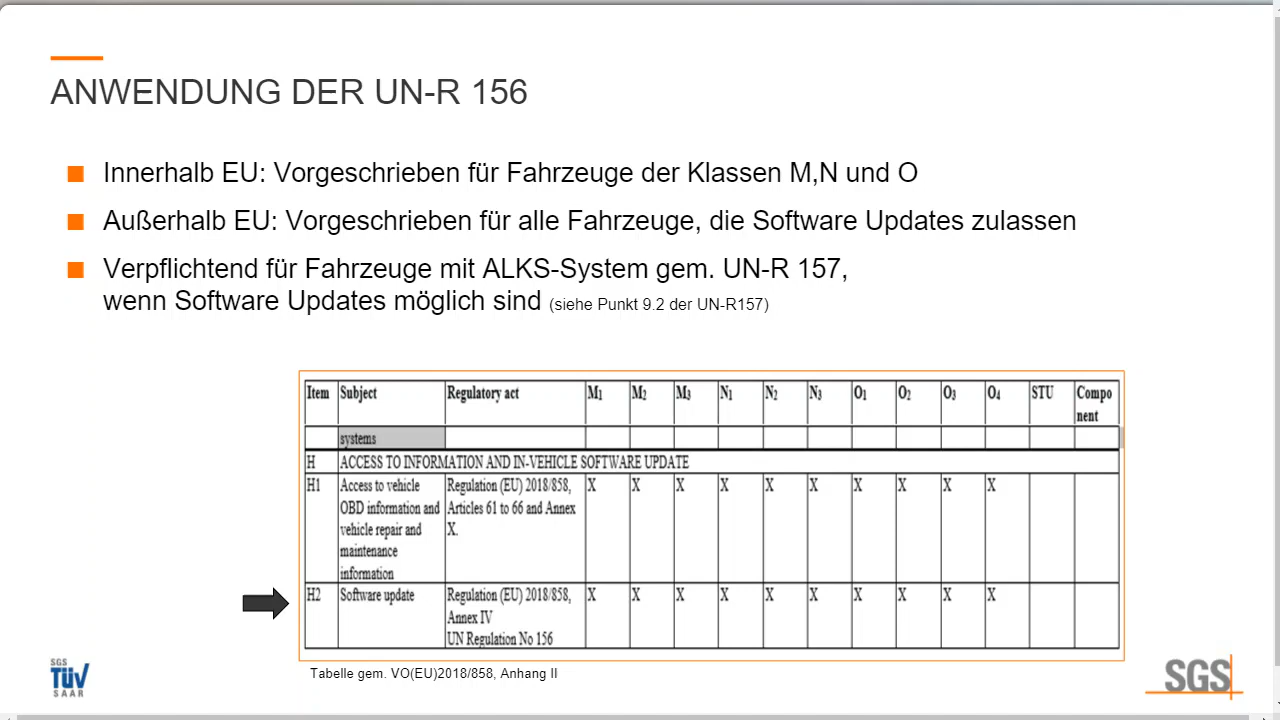 ANWENDUNG DER UN-R 156
Innerhalb EU: Vorgeschrieben für Fahrzeuge der Klassen M,N und O
Außerhalb EU: Vorgeschrieben für alle Fahrzeuge, die Software Updates zulassen
Verpflichtend für Fahrzeuge mit ALKS-System gem. UN-R 157,
wenn Software Updates möglich sind (siehe Punkt 9.2 der UN-R157)
Item Subject Regulatory act M1 M2 M3 N1 N2 N3 O1 O2 O3 O4 STU Compo
nent
systems
H ACCESS TO INFORMATION AND IN-VEHICLE SOFTWARE UPDATE
H1 Access to vehicle Regulation (EU) 2018/858, X X X X X X X X X X
OBD information and Articles 61 to 66 and Annex
vehicle repair and X.
maintenance
information
H2 Software update Regulation (EU) 2018/858, X X X X X X X X X X
Annex IV
UN Regulation No 156
Tabelle gem. VO(EU)2018/858, Anhang II
SGS
TÜV
SAAR
SGS